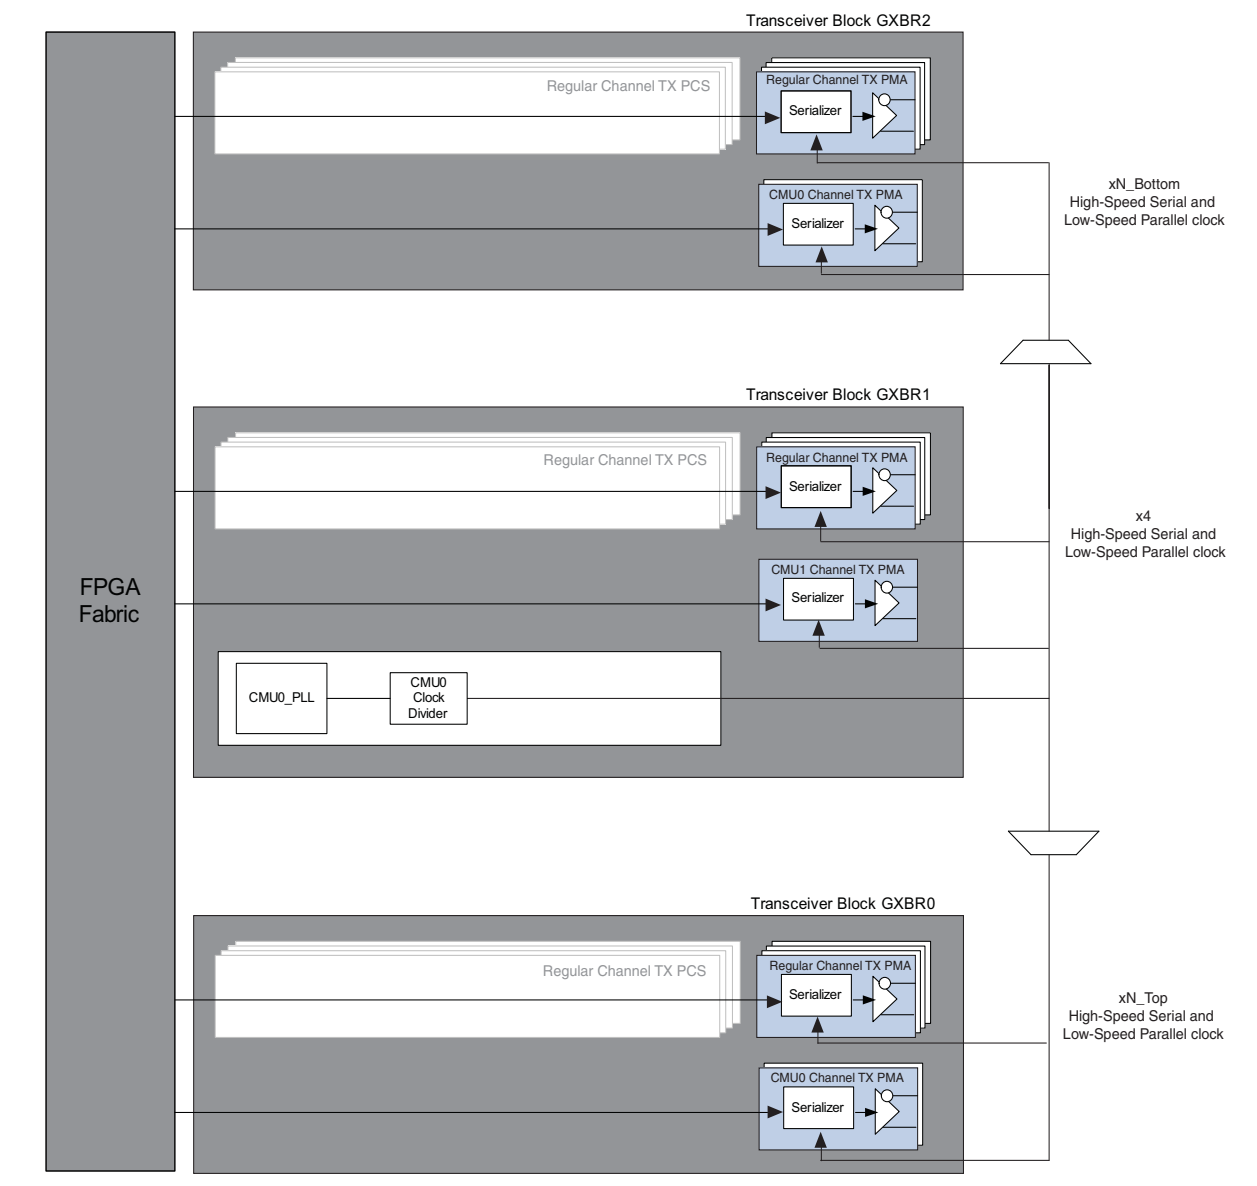 Transceiver Block GXBR2
Regular Channel TX PCS
Regular Channel TX PMA
Serializer
CMU0 Channel TX PMA
Serializer
xN_Bottom
High-Speed Serial and
Low-Speed Parallel clock
Transceiver Block GXBR1
Regular Channel TX PCS
Regular Channel TX PMA
Serializer
x4
High-Speed Serial and
Low-Speed Parallel clock
FPGA
Fabric
CMU1 Channel TX PMA
Serializer
CMU0_PLL
CMU0
Clock
Divider
Transceiver Block GXBR0
Regular Channel TX PCS
Regular Channel TX PMA
Serializer
xN_Top
High-Speed Serial and
Low-Speed Parallel clock
CMU0 Channel TX PMA
Serializer